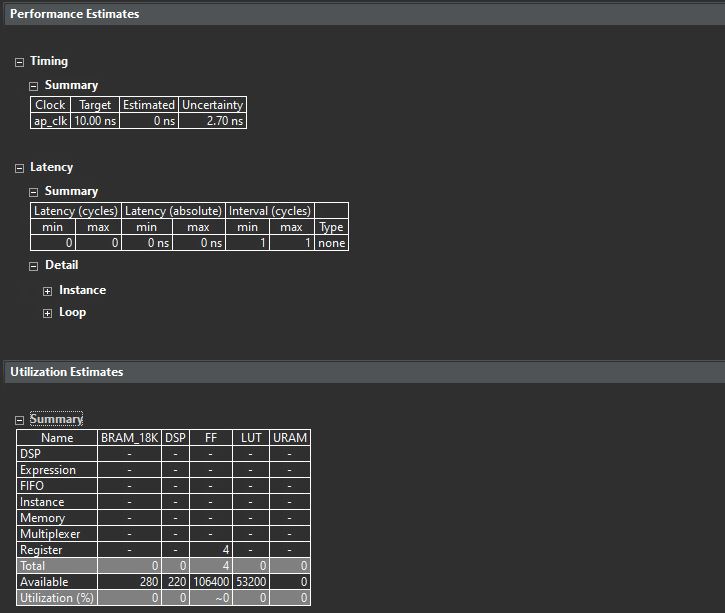 Performance Estimates
Timing
Summary
Clock Target Estimated Uncertainty
ap_clk 10.00 ns 0 ns 2.70 ns
Latency
Summary
Latency (cycles) Latency (absolute) Interval (cycles)
min max min max min max Type
0 0 0 ns 0 ns 1 1 none
Detail
Instance
Loop
Utilization Estimates
Summary
Name BRAM_18K DSP FF LUT URAM
DSP - - - - -
Expression - - - - -
FIFO - - - - -
Instance - - - - -
Memory - - - - -
Multiplexer - - - - -
Register - - 4 - -
Total 0 0 4 0 0
Available 280 220 106400 53200 0
Utilization (%) 0 0 ~0 0 0